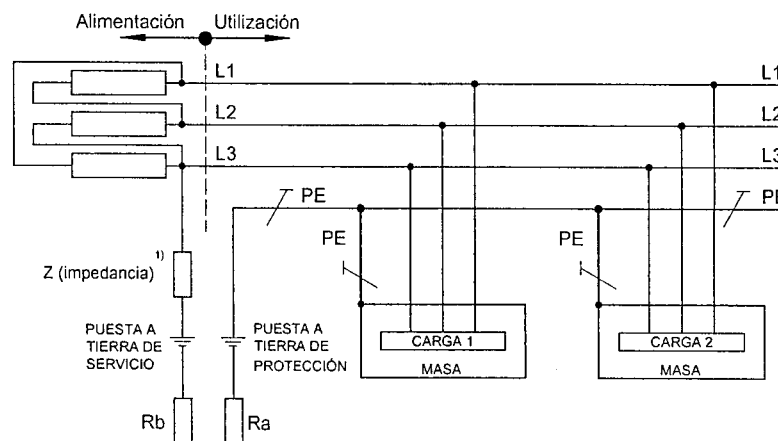 Alimentación Utilización
L1 L1
L2 L2
L3 L3
PE PE
PE PE
Z (impedancia) 1)
PUESTA A
TIERRA DE
SERVICIO
PUESTA A
TIERRA DE
PROTECCIÓN
CARGA 1
MASA
CARGA 2
MASA
Rb Ra